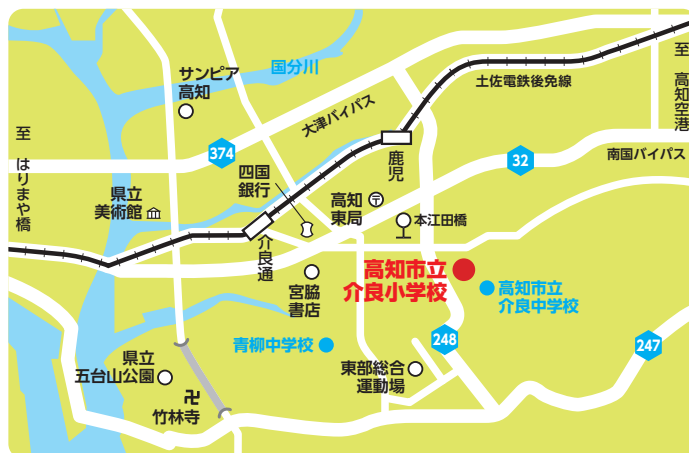 国分川
サンピア
高知
大津バイパス
土佐電鉄後免線
至 高知空港
至 はりまや橋
374
鹿児
32
南国バイパス
四国
銀行
県立
美術館
高知
東局
本江田橋
介良通
高知市立
介良小学校
宮脇
書店
高知市立
介良中学校
青柳中学校
248
247
県立
五台山公園
東部総合
運動場
竹林寺